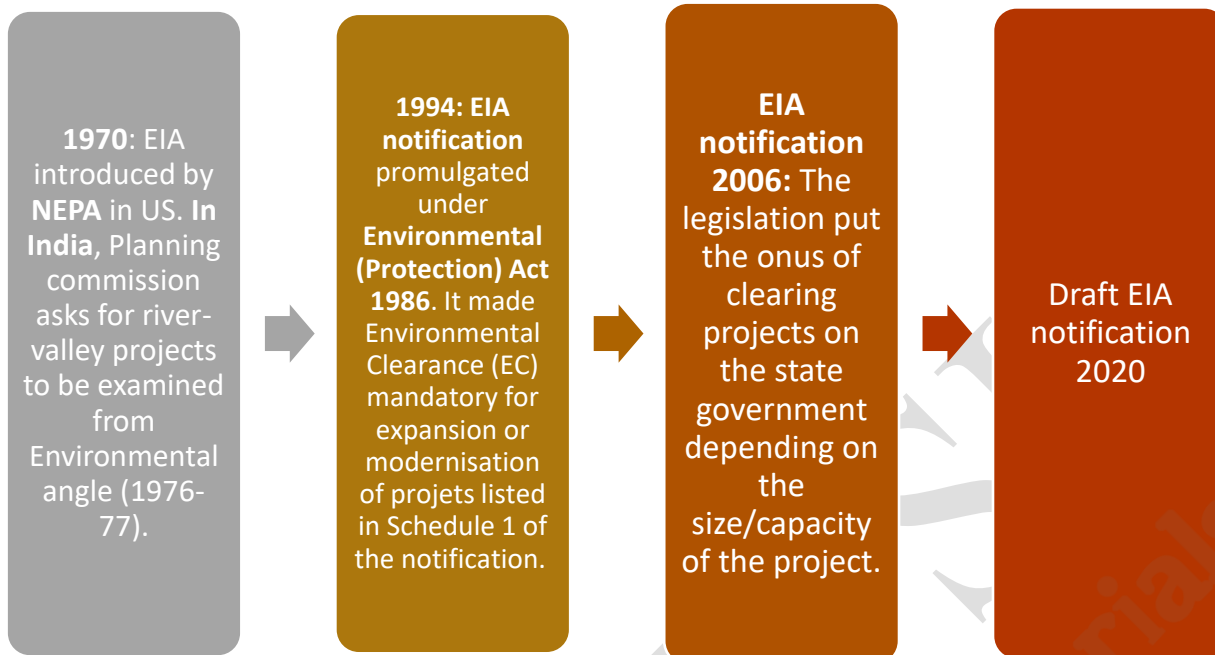 1970: EIA
introduced by
NEPA in US. In
India, Planning
commission
asks for river-
valley projects
to be examined
from
Environmental
angle (1976-
77).
1994: EIA
notification
promulgated
under
Environmental
(Protection) Act
1986. It made
Environmental
Clearance (EC)
mandatory for
expansion or
modernisation
of projets listed
in Schedule 1 of
the notification.
EIA
notification
2006: The
legislation put
the onus of
clearing
projects on
the state
government
depending on
the
size/capacity
of the project.
Draft EIA
notification
2020